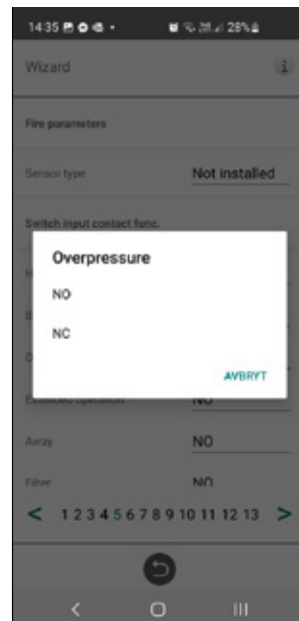 14:35 28%
Wizard
Fire parameters
Sensor type Not installed
Switch input contact func.
Overpressure
NO
NC
AVBRYT
Extended operation NO
Away NO
Filter NO
< 1 2 3 4 5 6 7 8 9 10 11 12 13 >